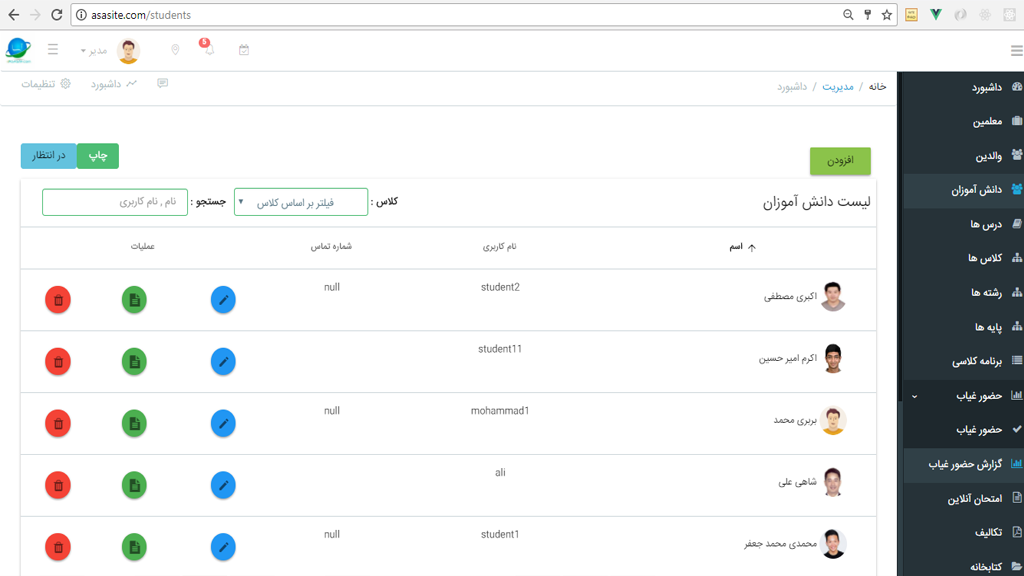 asasite.com/students
مدیر
5
خانه / مدیریت / داشبورد
داشبورد
تنظیمات
افزودن
چاپ
در انتظار
لیست دانش آموزان
کلاس :
فیلتر بر اساس کلاس
جستجو :
نام , نام کاربری
اسم
نام کاربری
شماره تماس
عملیات
اکبری مصطفی student2 null
اکرم امیر حسین student11
بربری محمد mohammad1 null
شاهی علی ali
محمدی محمد جعفر student1 null
داشبورد
معلمین
والدین
دانش آموزان
درس ها
کلاس ها
رشته ها
پایه ها
برنامه کلاسی
حضور غیاب
حضور غیاب
گزارش حضور غیاب
امتحان آنلاین
تکالیف
کتابخانه